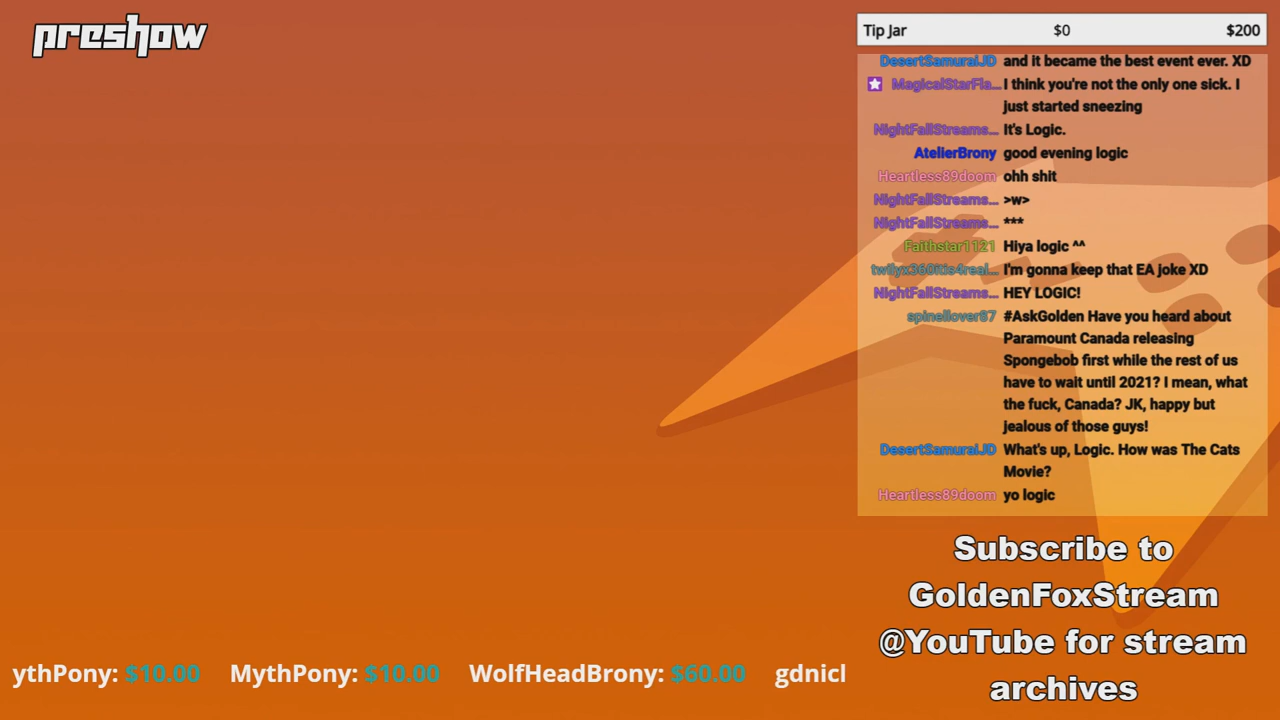 preshow
Tip Jar $0 $200
DesertSamuraiJD and it became the best event ever. XD
MagicalStarFla... I think you're not the only one sick. I
just started sneezing
NightFallStreams... It's Logic.
AtelierBrony good evening logic
Heartless89doom ohh shit
NightFallStreams... >w>
NightFallStreams... ***
Faithstar1121 Hiya logic ^^
twilyx360itis4real... I'm gonna keep that EA joke XD
NightFallStreams... HEY LOGIC!
spinellover87 #AskGolden Have you heard about
Paramount Canada releasing
Spongebob first while the rest of us
have to wait until 2021? I mean, what
the fuck, Canada? JK, happy but
jealous of those guys!
DesertSamuraiJD What's up, Logic. How was The Cats
Movie?
Heartless89doom yo logic
Subscribe to
GoldenFoxStream
@YouTube for stream
archives
ythPony: $10.00 MythPony: $10.00 WolfHeadBrony: $60.00 gdnicl